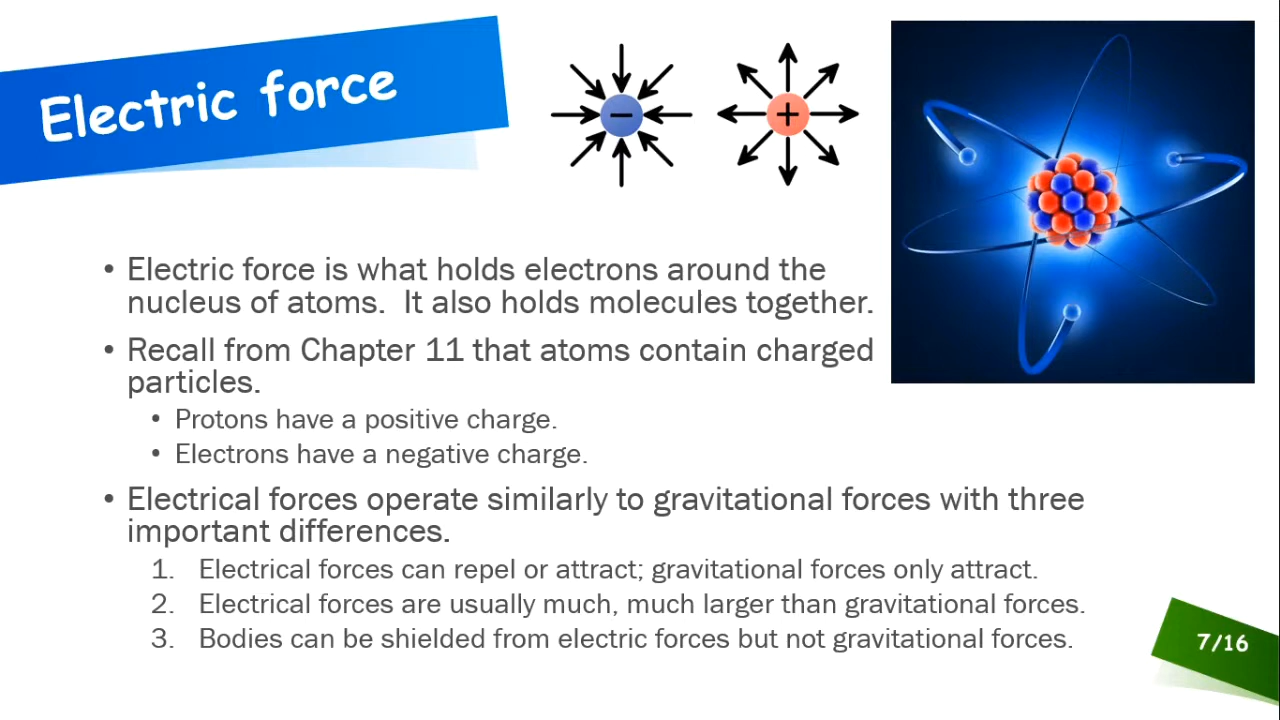 Electric force
− +
• Electric force is what holds electrons around the
nucleus of atoms.  It also holds molecules together.
• Recall from Chapter 11 that atoms contain charged
particles.
• Protons have a positive charge.
• Electrons have a negative charge.
• Electrical forces operate similarly to gravitational forces with three
important differences.
1. Electrical forces can repel or attract; gravitational forces only attract.
2. Electrical forces are usually much, much larger than gravitational forces.
3. Bodies can be shielded from electric forces but not gravitational forces.
7/16